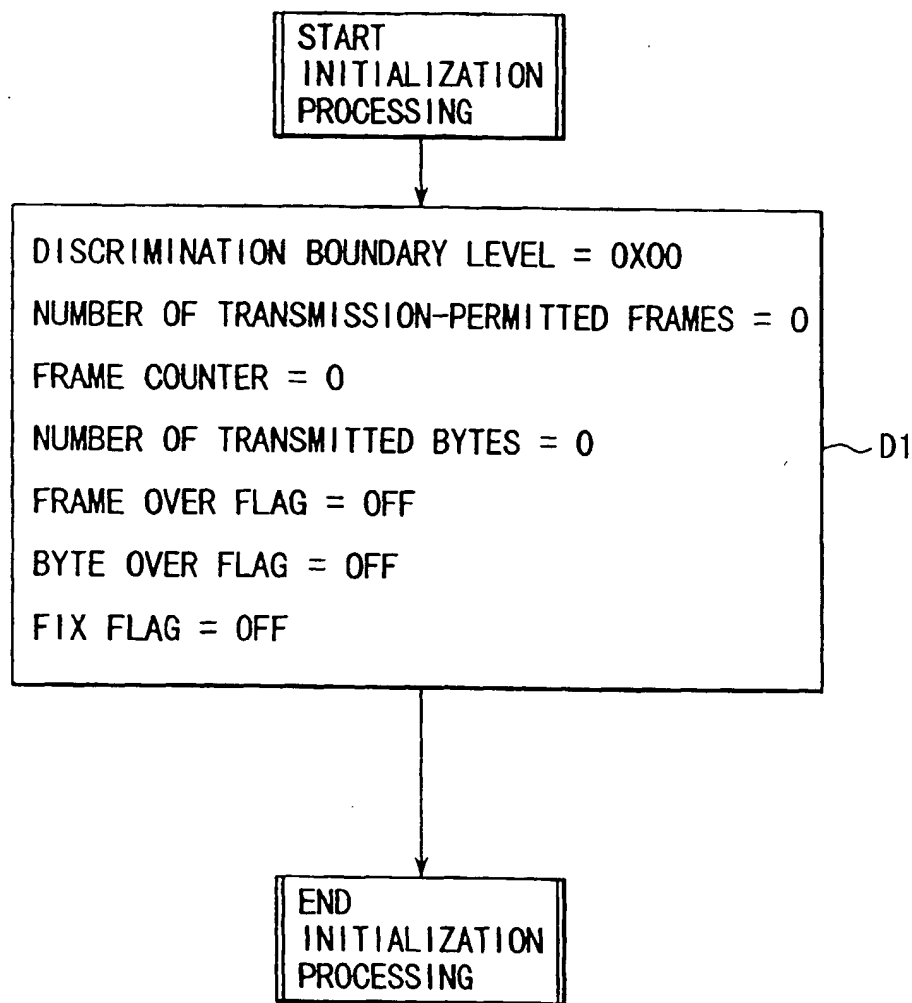 START
INITIALIZATION
PROCESSING
DISCRIMINATION BOUNDARY LEVEL = 0X00
NUMBER OF TRANSMISSION-PERMITTED FRAMES = 0
FRAME COUNTER = 0
NUMBER OF TRANSMITTED BYTES = 0
D1
FRAME OVER FLAG = OFF
BYTE OVER FLAG = OFF
FIX FLAG = OFF
END
INITIALIZATION
PROCESSING